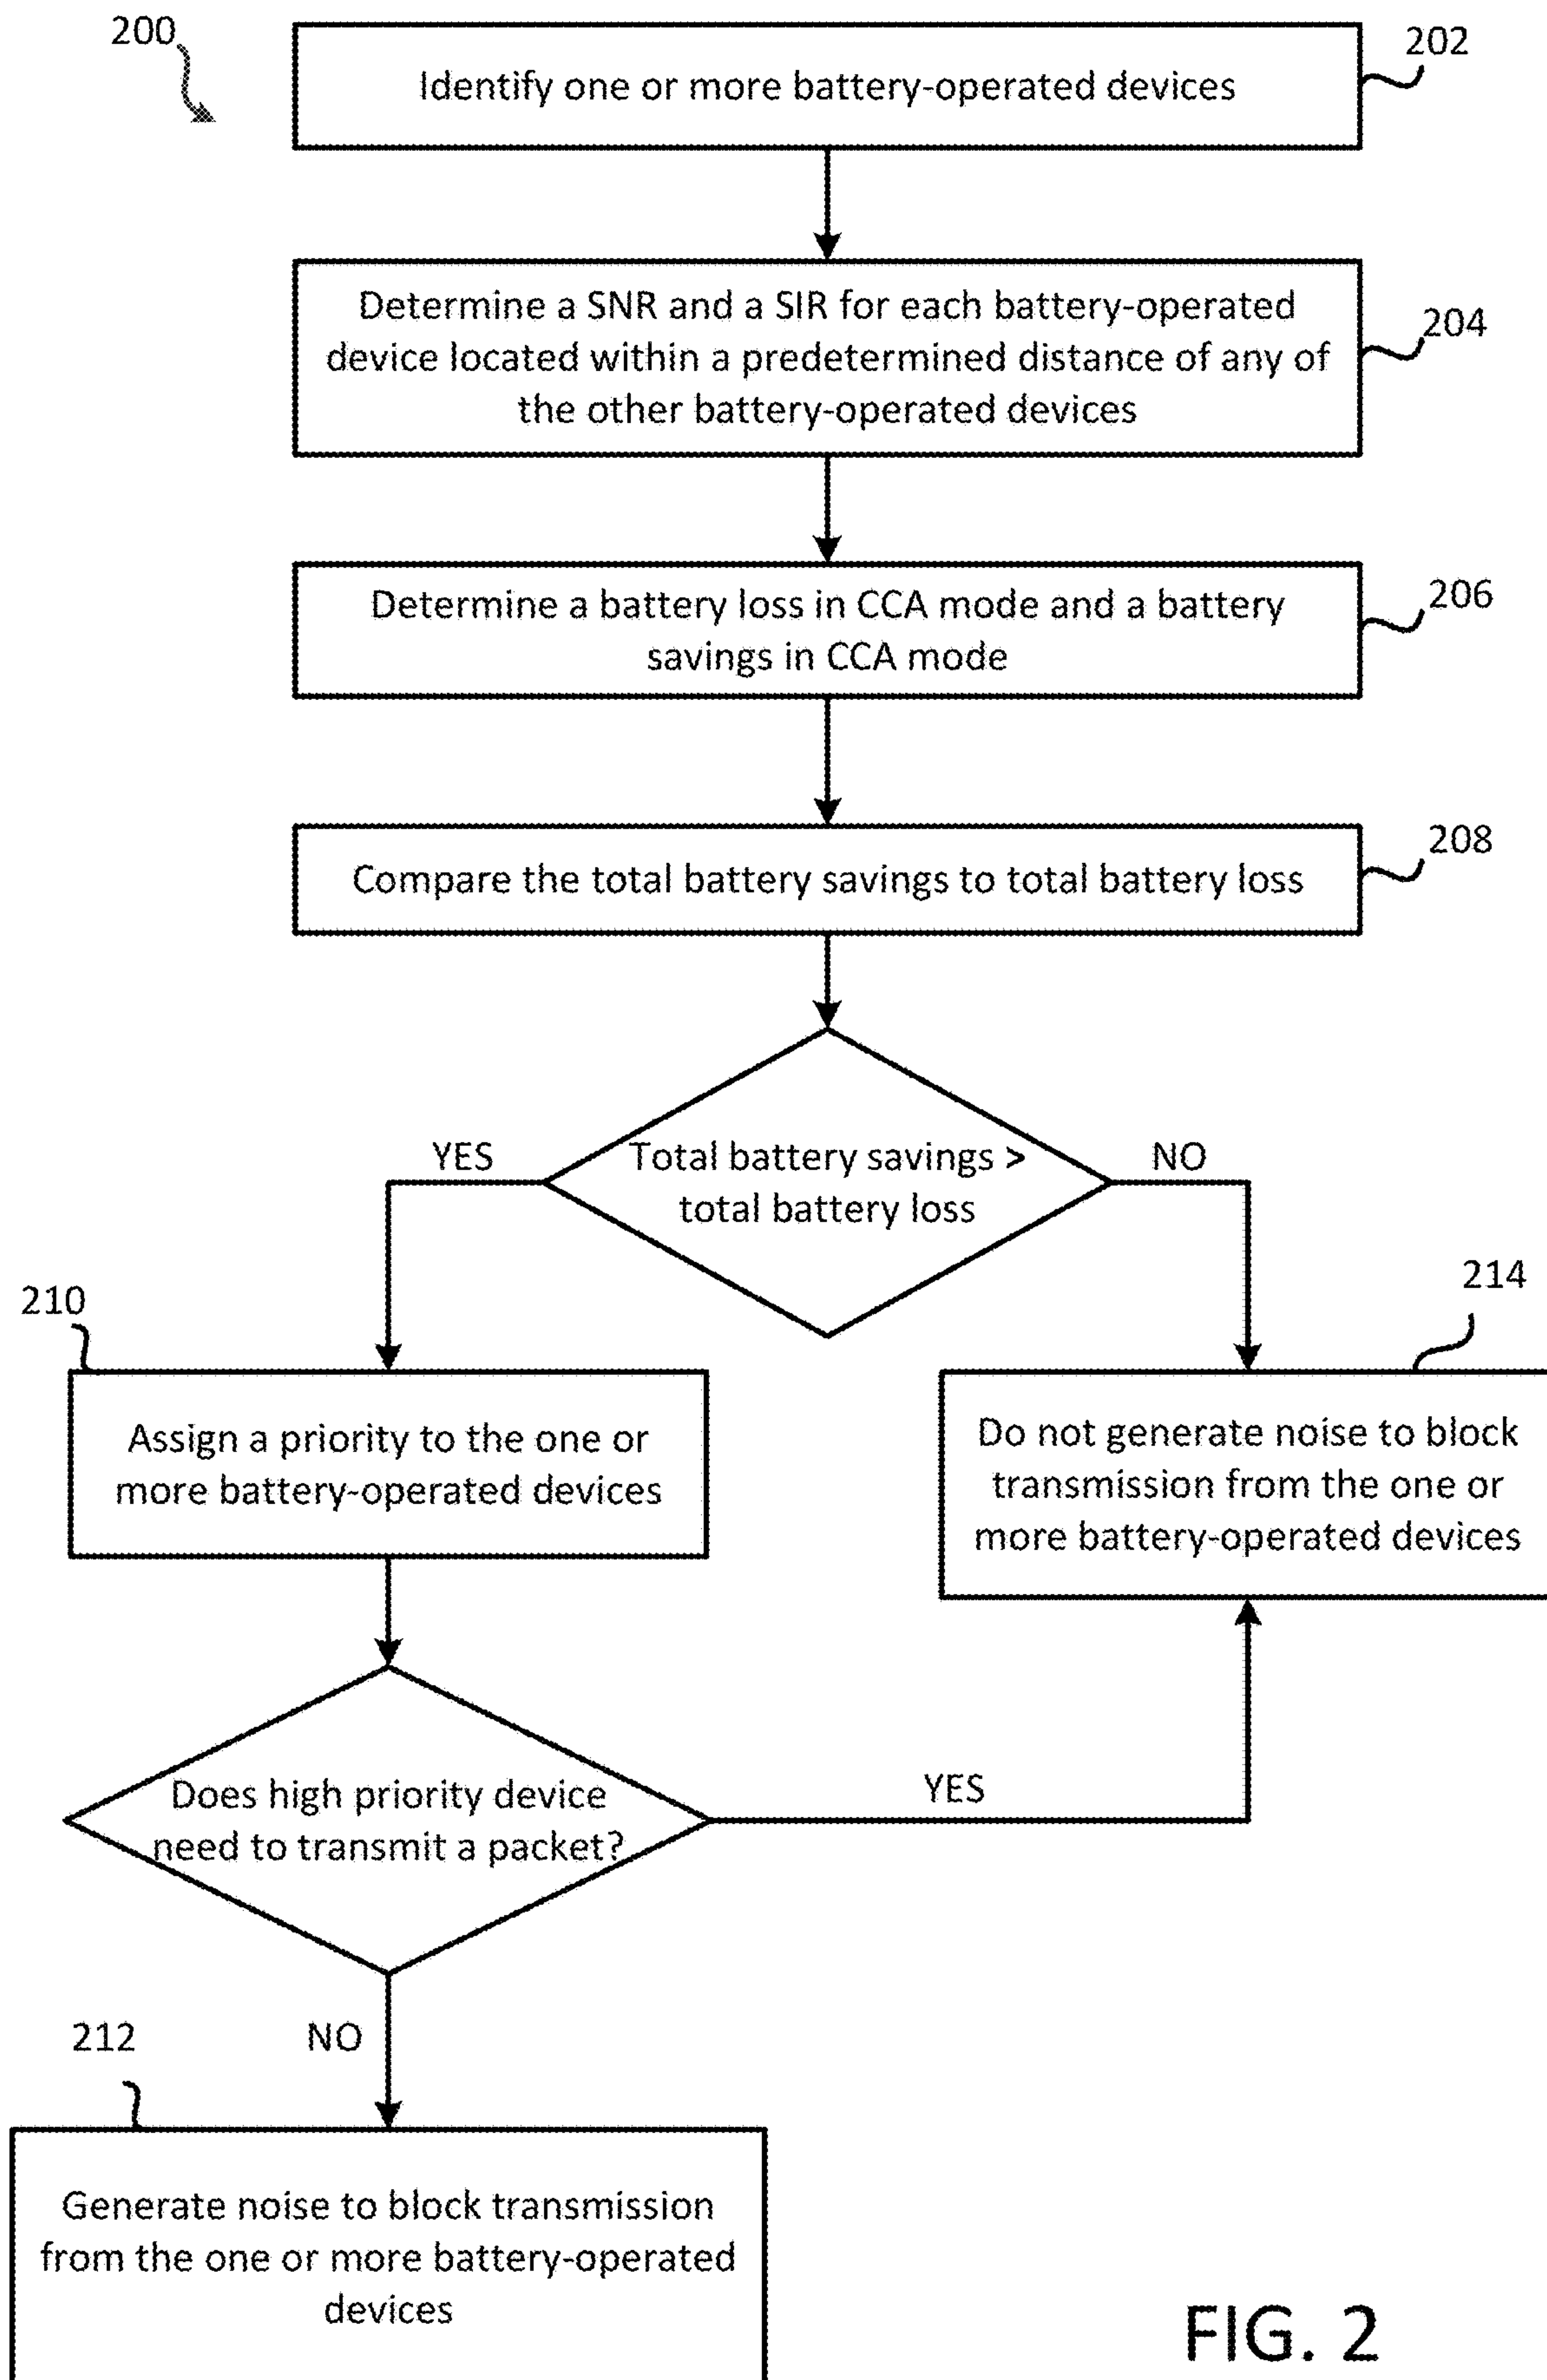 200
202
Identify one or more battery-operated devices
Determine a SNR and a SIR for each battery-operated
device located within a predetermined distance of any of
the other battery-operated devices
204
Determine a battery loss in CCA mode and a battery
savings in CCA mode
206
Compare the total battery savings to total battery loss
208
YES
Total battery savings >
total battery loss
NO
210
214
Assign a priority to the one or
more battery-operated devices
Do not generate noise to block
transmission from the one or
more battery-operated devices
Does high priority device
need to transmit a packet?
YES
212
NO
Generate noise to block transmission
from the one or more battery-operated
devices
FIG. 2